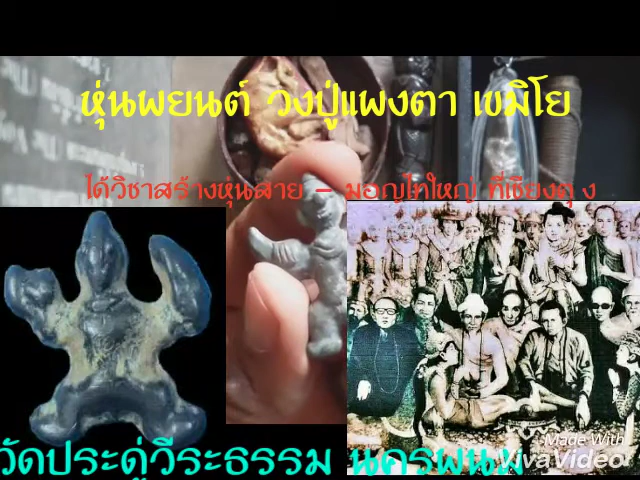 หุ่นพยนต์ วงปู่แผงตา เขมิโย
ได้วิชาสร้างหุ่นสาย – มอญไทใหญ่ ที่เชียงตุ ง
วัดประดู่วีระธรรม นครพนม
Made With
VivaVideo